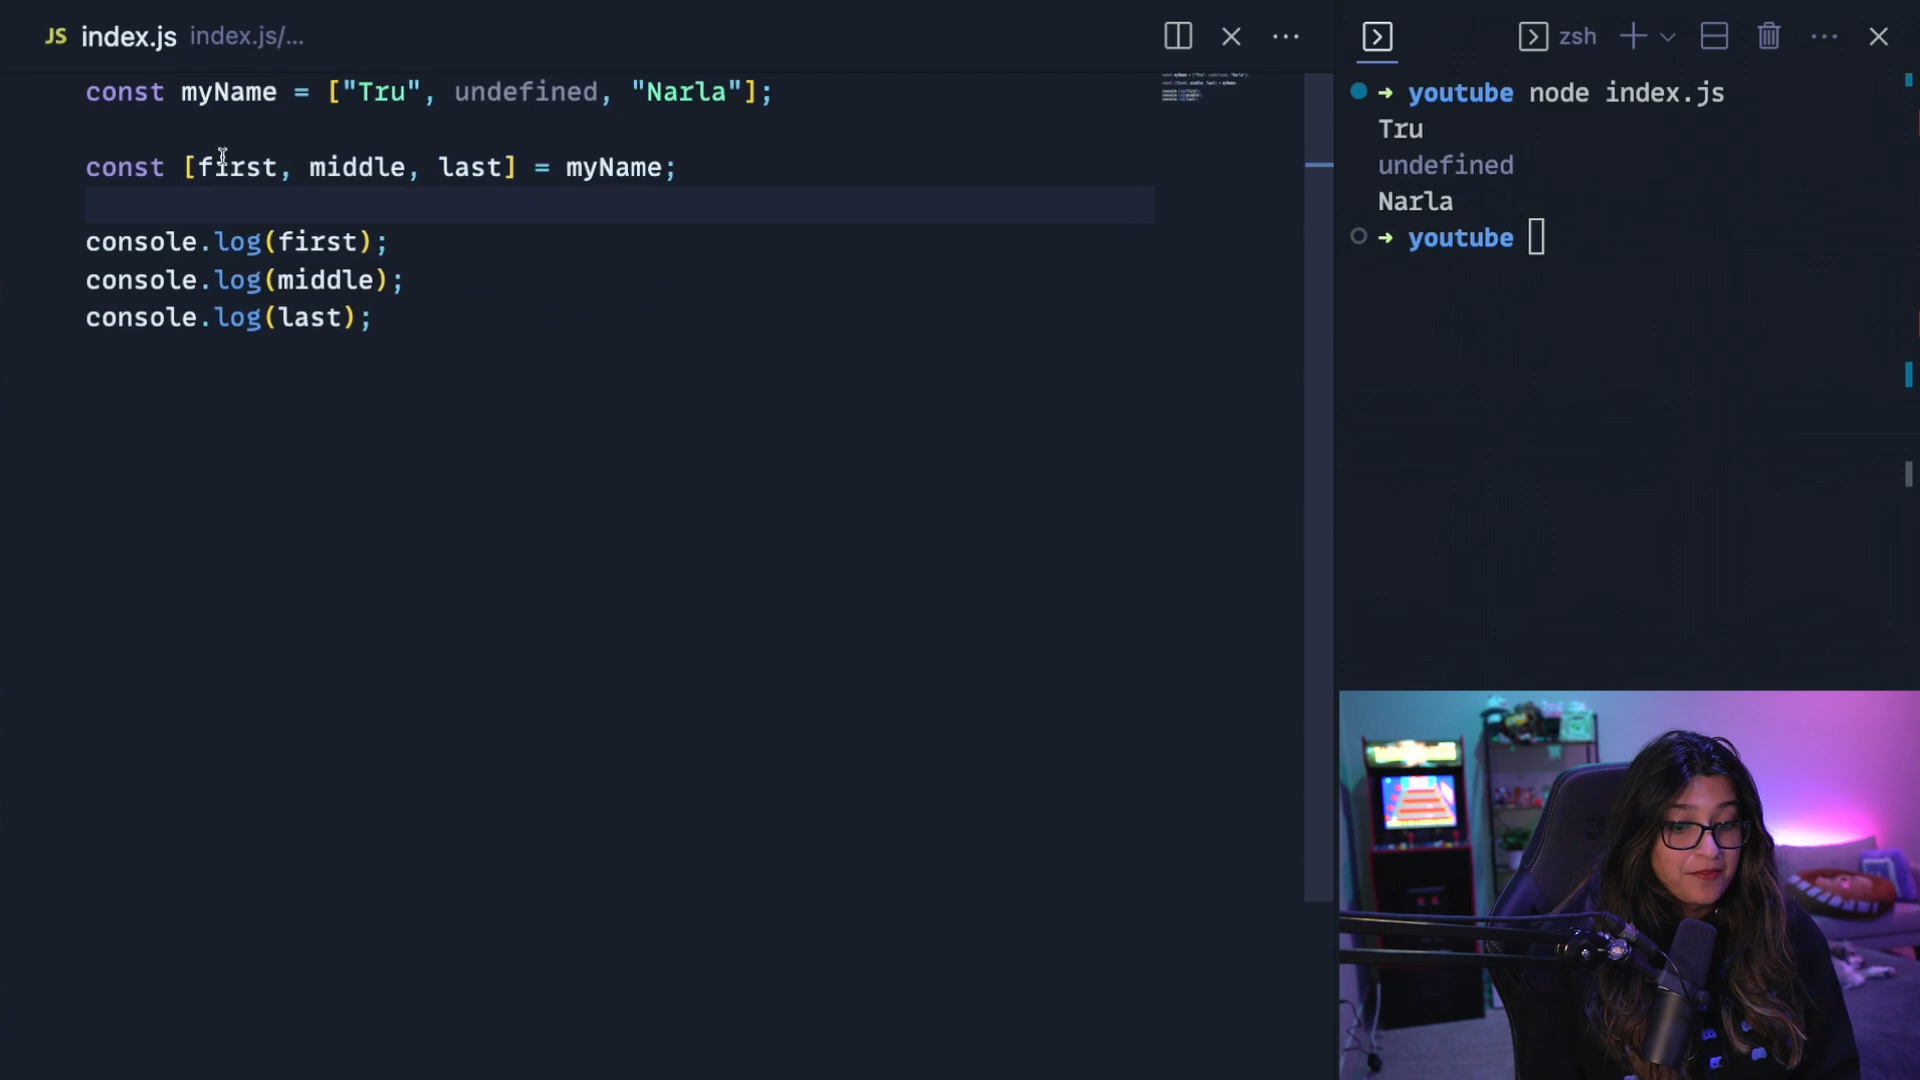 JS index.js index.js/...
const myName = ["Tru", undefined, "Narla"];
const [first, middle, last] = myName;
console.log(first);
console.log(middle);
console.log(last);
zsh
➜ youtube node index.js
Tru
undefined
Narla
➜ youtube